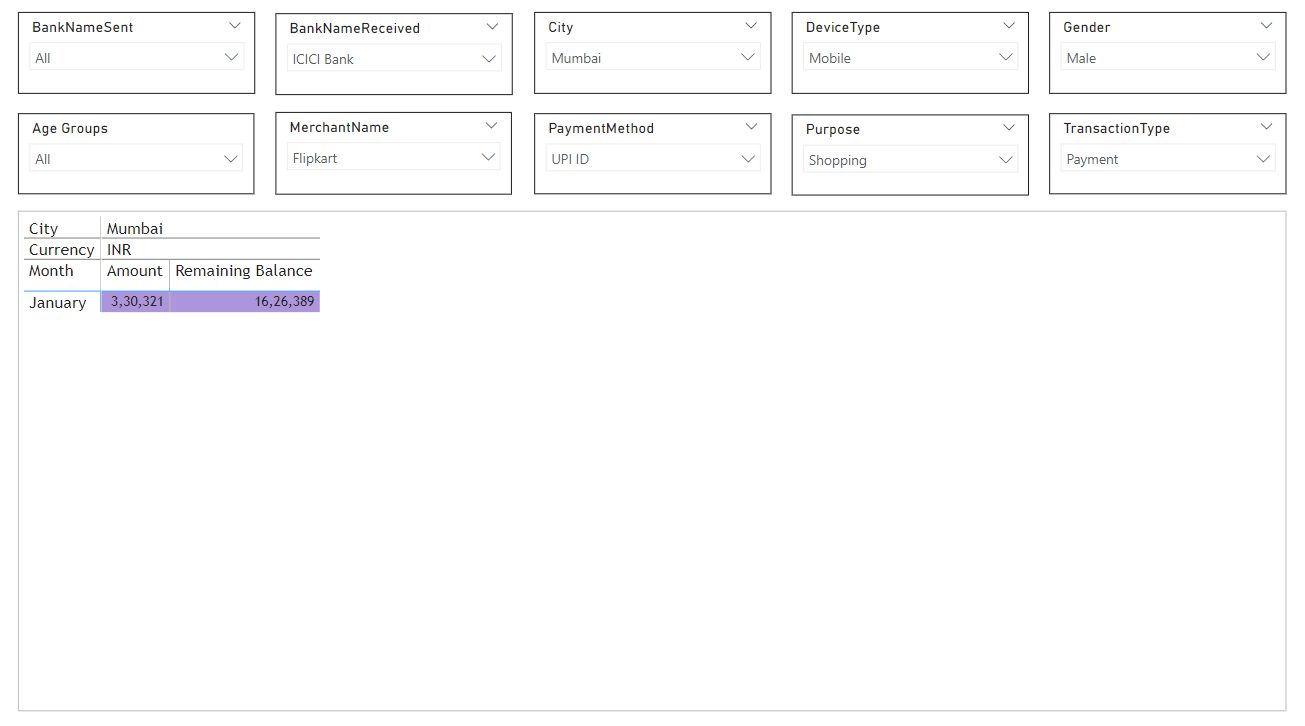 BankNameSent
All
BankNameReceived
ICICI Bank
City
Mumbai
DeviceType
Mobile
Gender
Male
Age Groups
All
MerchantName
Flipkart
PaymentMethod
UPI ID
Purpose
Shopping
TransactionType
Payment
City Mumbai
Currency INR
Month Amount Remaining Balance
January 3,30,321 16,26,389